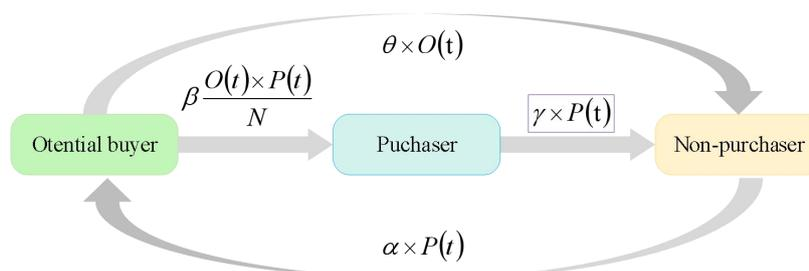 θ×O(t)
β O(t)×P(t) / N
γ×P(t)
Otential buyer
Puchaser
Non-purchaser
α×P(t)